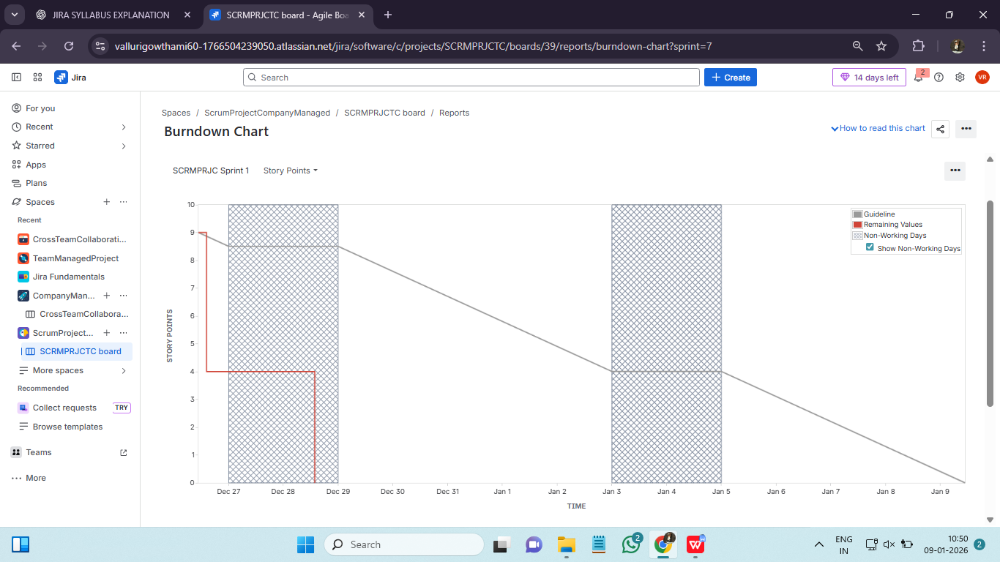 JIRA SYLLABUS EXPLANATION
SCRMPRJCTC board - Agile Boa
vallurigowthami60-1766504239050.atlassian.net/jira/software/c/projects/SCRMPRJCTC/boards/39/reports/burndown-chart?sprint=7
Jira
Search
Create
14 days left
2
VR
For you
Recent
Starred
Apps
Plans
Spaces
Recent
CrossTeamCollaborati...
TeamManagedProject
Jira Fundamentals
CompanyMan...
CrossTeamCollabora...
ScrumProject...
SCRMPRJCTC board
More spaces
Recommended
Collect requests
TRY
Browse templates
Teams
More
Spaces / ScrumProjectCompanyManaged / SCRMPRJCTC board / Reports
Burndown Chart
How to read this chart
SCRMPRJC Sprint 1
Story Points
Guideline
Remaining Values
Non-Working Days
Show Non-Working Days
STORY POINTS
10
9
8
7
6
5
4
3
2
1
0
Dec 27 Dec 28 Dec 29 Dec 30 Dec 31 Jan 1 Jan 2 Jan 3 Jan 4 Jan 5 Jan 6 Jan 7 Jan 8 Jan 9
TIME
Search
2
ENG
IN
10:50
09-01-2026
2